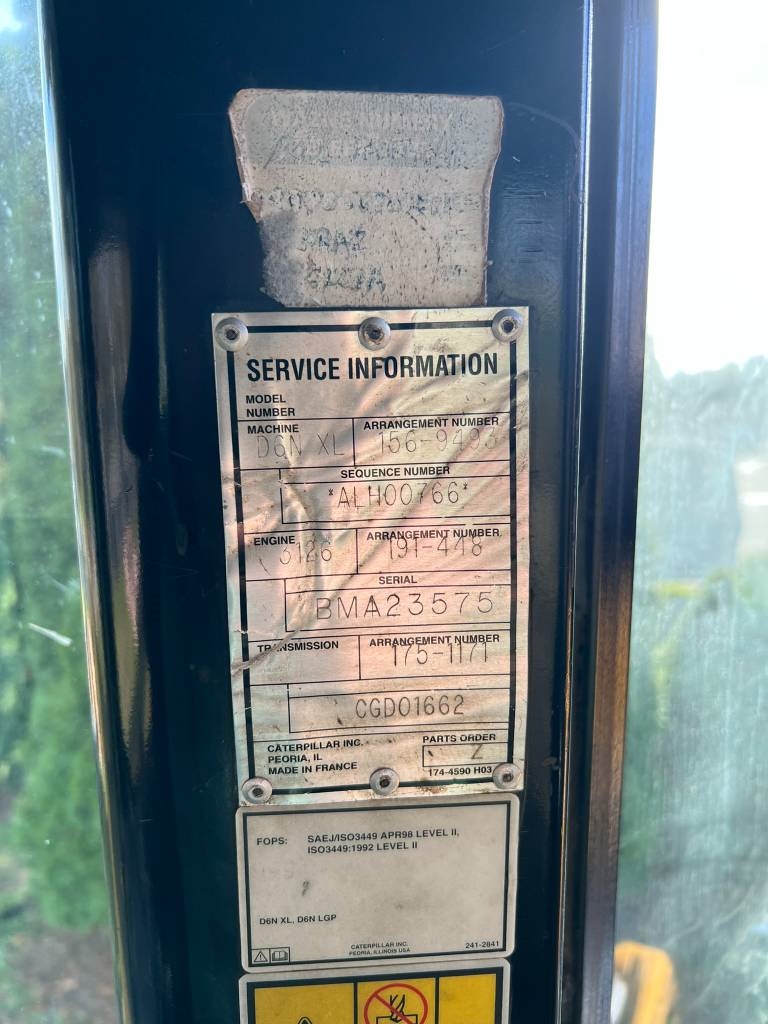 SERVICE INFORMATION
MODEL
NUMBER
MACHINE ARRANGEMENT NUMBER
D6N XL 156-9493
SEQUENCE NUMBER
*ALH00766*
ENGINE ARRANGEMENT NUMBER
3126 191-448
SERIAL
BMA23575
TRANSMISSION ARRANGEMENT NUMBER
175-1171
CGD01662
CATERPILLAR INC. PARTS ORDER
PEORIA, IL Z
MADE IN FRANCE 174-4590 H03
FOPS: SAEJ/ISO3449 APR98 LEVEL II,
ISO3449:1992 LEVEL II
D6N XL, D6N LGP
CATERPILLAR INC.
PEORIA, ILLINOIS USA 241-2841